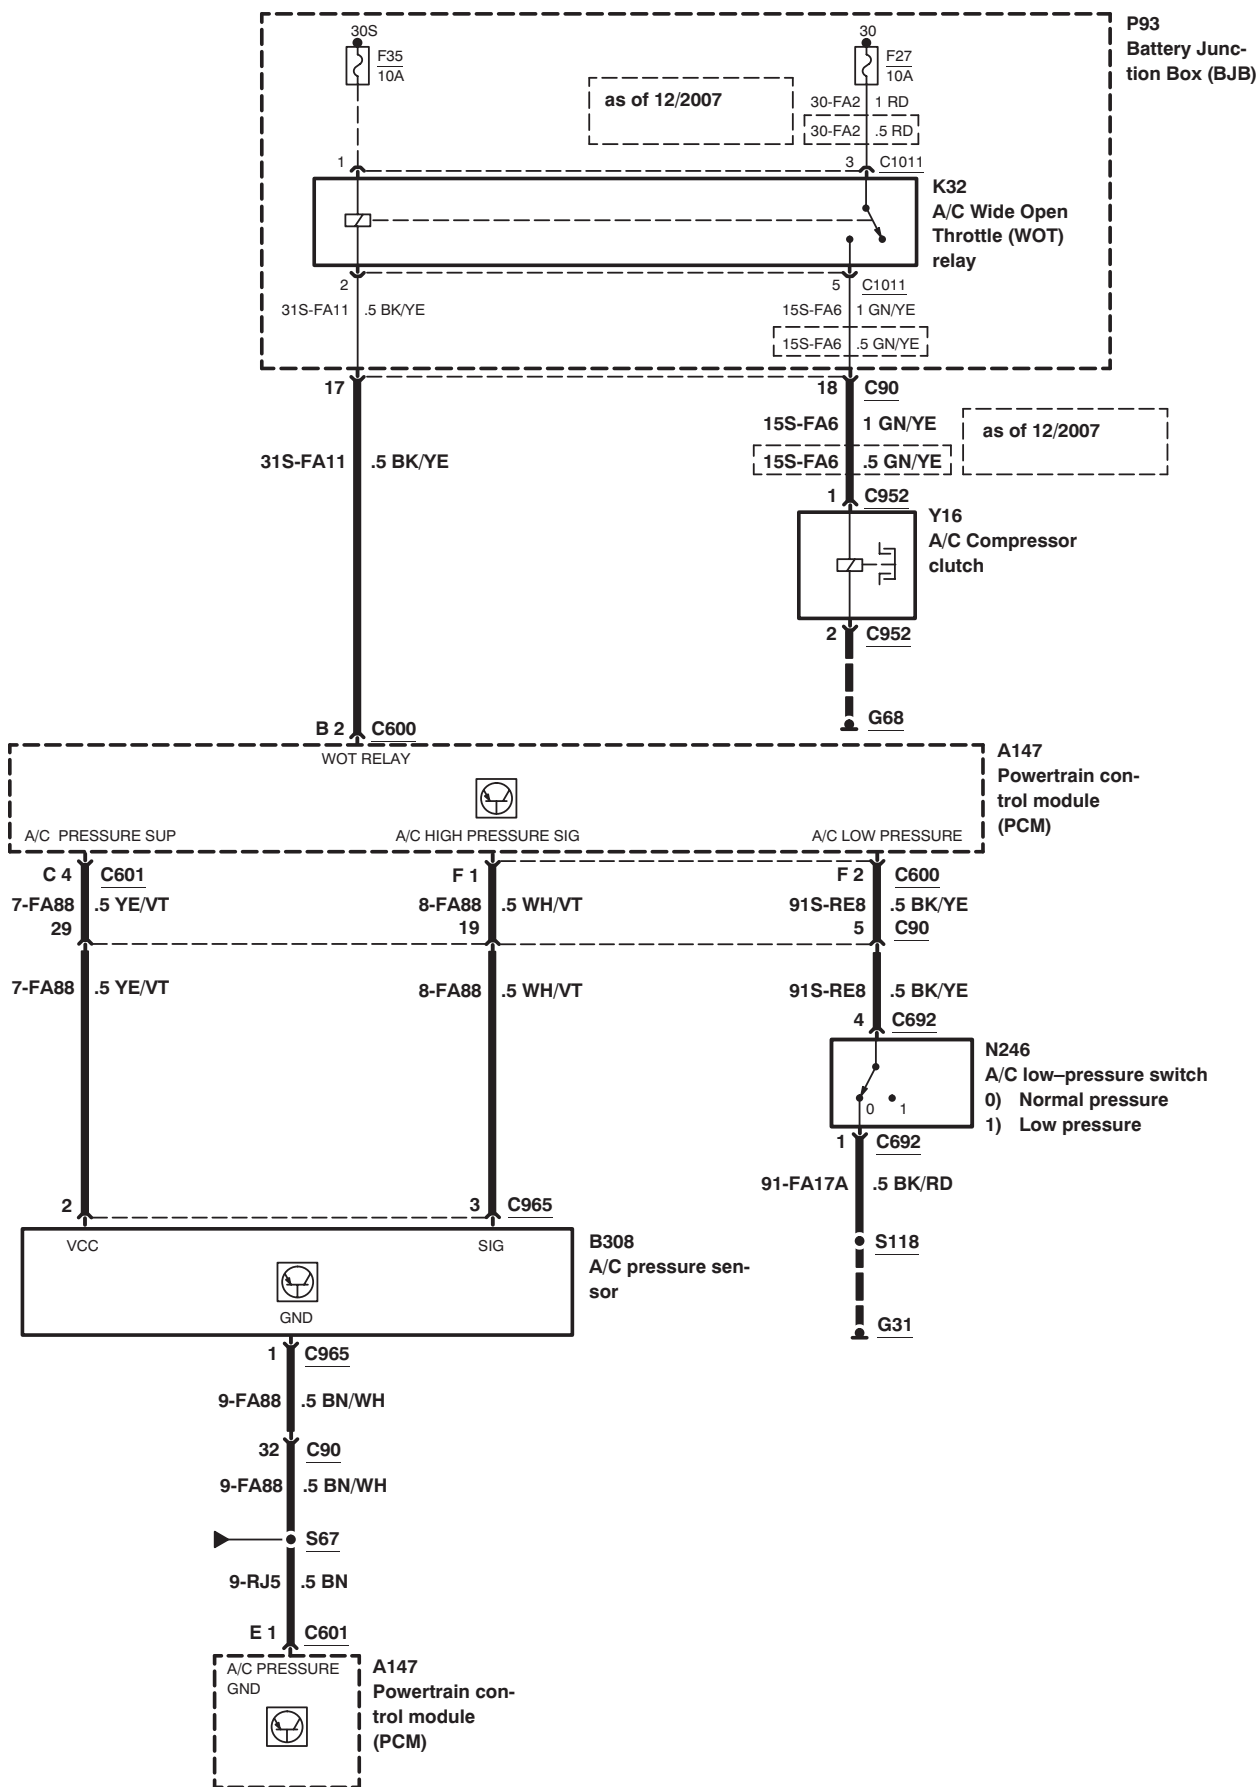 P93
Battery Junc-
tion Box (BJB)
30S
30
F35
10A
F27
10A
as of 12/2007
30-FA2 1 RD
30-FA2 .5 RD
1
3 C1011
K32
A/C Wide Open
Throttle (WOT)
relay
2
5 C1011
31S-FA11 .5 BK/YE
15S-FA6 1 GN/YE
15S-FA6 .5 GN/YE
17
18 C90
15S-FA6 1 GN/YE
as of 12/2007
31S-FA11 .5 BK/YE
15S-FA6 .5 GN/YE
1 C952
Y16
A/C Compressor
clutch
2 C952
G68
B 2 C600
WOT RELAY
A147
Powertrain con-
trol module
(PCM)
A/C PRESSURE SUP
A/C HIGH PRESSURE SIG
A/C LOW PRESSURE
C 4 C601
F 1
F 2 C600
7-FA88 .5 YE/VT
8-FA88 .5 WH/VT
91S-RE8 .5 BK/YE
29
19
5 C90
7-FA88 .5 YE/VT
8-FA88 .5 WH/VT
91S-RE8 .5 BK/YE
4 C692
N246
A/C low–pressure switch
0) Normal pressure
1) Low pressure
0 1
1 C692
91-FA17A .5 BK/RD
2
3 C965
VCC
SIG
GND
B308
A/C pressure sen-
sor
S118
G31
1 C965
9-FA88 .5 BN/WH
32 C90
9-FA88 .5 BN/WH
S67
9-RJ5 .5 BN
E 1 C601
A/C PRESSURE
GND
A147
Powertrain con-
trol module
(PCM)